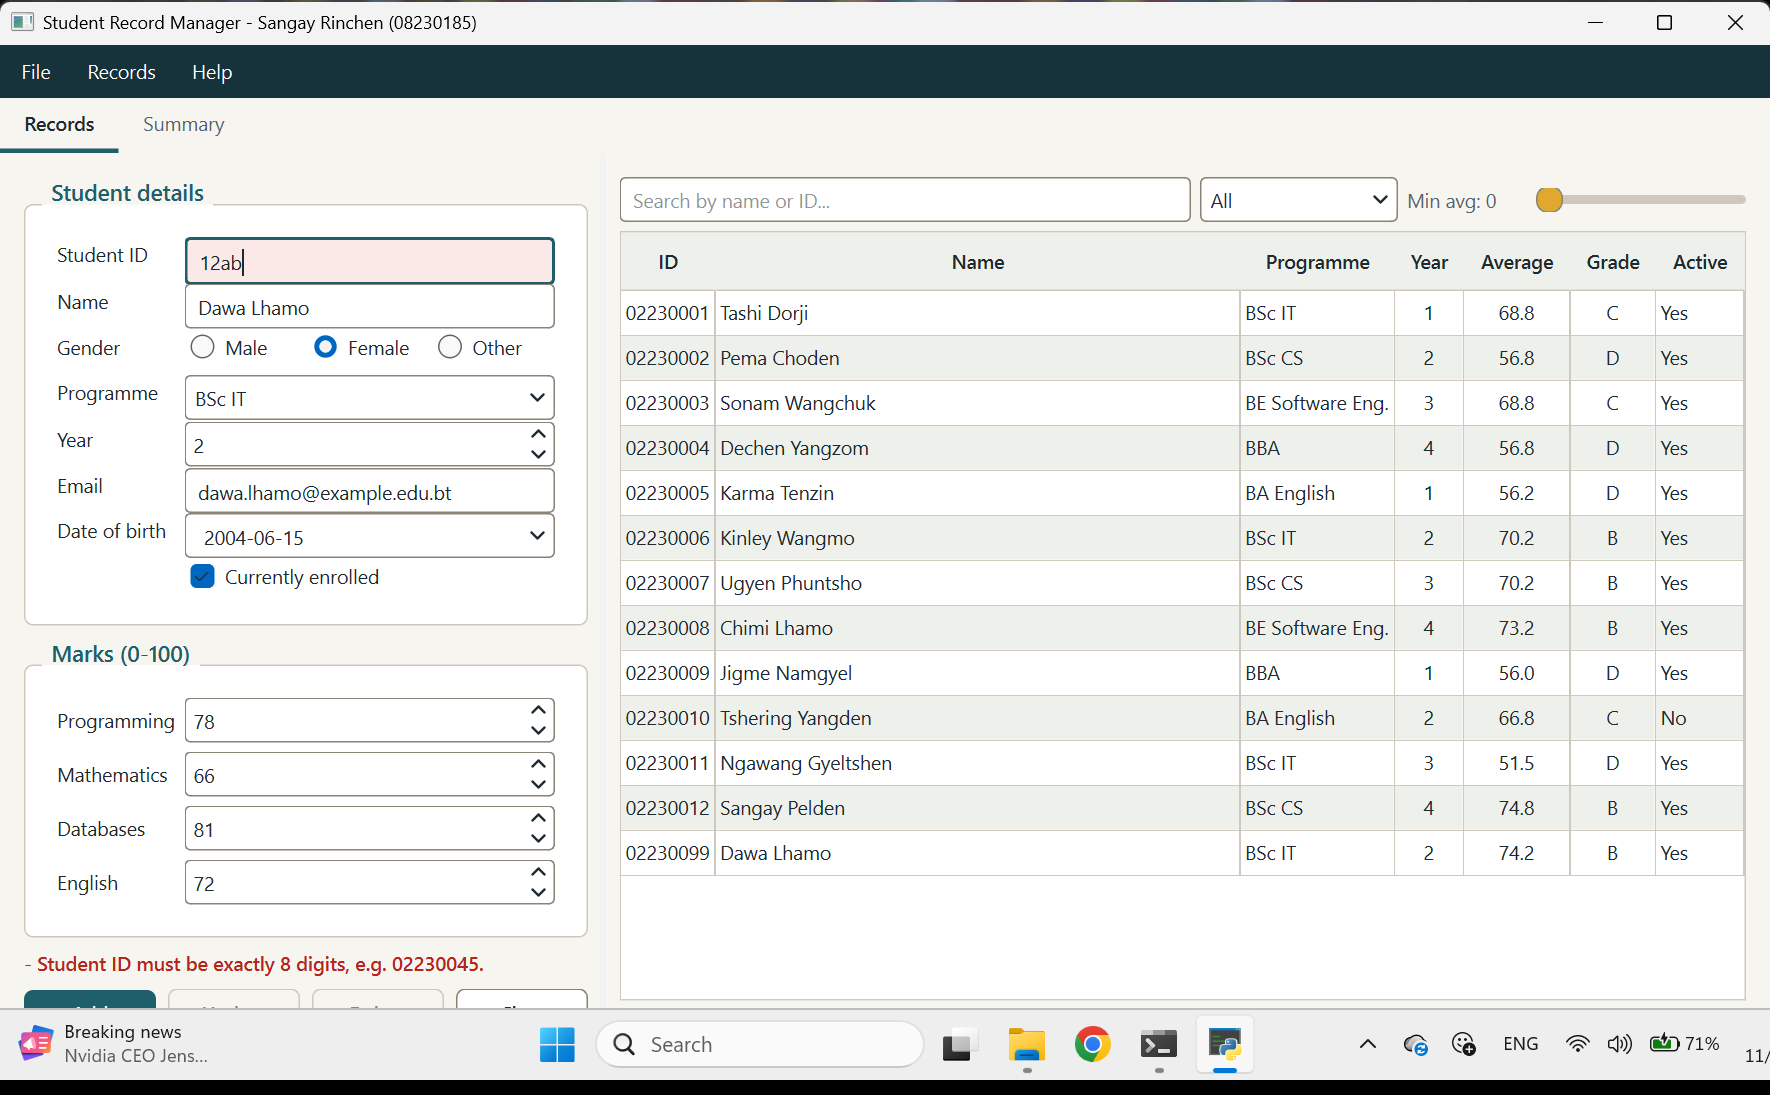 Student Record Manager - Sangay Rinchen (08230185)
File Records Help
Records Summary
Student details
Student ID 12ab
Name Dawa Lhamo
Gender Male Female Other
Programme BSc IT
Year 2
Email dawa.lhamo@example.edu.bt
Date of birth 2004-06-15
Currently enrolled
Marks (0-100)
Programming 78
Mathematics 66
Databases 81
English 72
- Student ID must be exactly 8 digits, e.g. 02230045.
Search by name or ID... All Min avg: 0
ID Name Programme Year Average Grade Active
02230001 Tashi Dorji BSc IT 1 68.8 C Yes
02230002 Pema Choden BSc CS 2 56.8 D Yes
02230003 Sonam Wangchuk BE Software Eng. 3 68.8 C Yes
02230004 Dechen Yangzom BBA 4 56.8 D Yes
02230005 Karma Tenzin BA English 1 56.2 D Yes
02230006 Kinley Wangmo BSc IT 2 70.2 B Yes
02230007 Ugyen Phuntsho BSc CS 3 70.2 B Yes
02230008 Chimi Lhamo BE Software Eng. 4 73.2 B Yes
02230009 Jigme Namgyel BBA 1 56.0 D Yes
02230010 Tshering Yangden BA English 2 66.8 C No
02230011 Ngawang Gyeltshen BSc IT 3 51.5 D Yes
02230012 Sangay Pelden BSc CS 4 74.8 B Yes
02230099 Dawa Lhamo BSc IT 2 74.2 B Yes
Breaking news
Nvidia CEO Jens...
Search
ENG
71%
11/